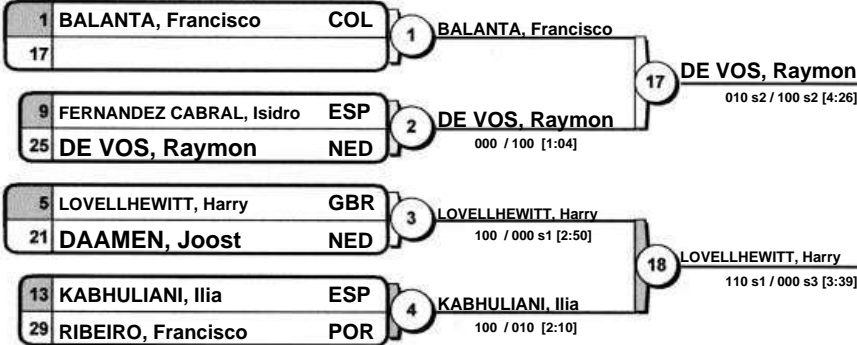 1 BALANTA, Francisco COL
17
1 BALANTA, Francisco
9 FERNANDEZ CABRAL, Isidro ESP
25 DE VOS, Raymon NED
2 DE VOS, Raymon
000 / 100 [1:04]
17 DE VOS, Raymon
010 s2 / 100 s2 [4:26]
5 LOVELLHEWITT, Harry GBR
21 DAAMEN, Joost NED
3 LOVELLHEWITT, Harry
100 / 000 s1 [2:50]
13 KABHULIANI, Ilia ESP
29 RIBEIRO, Francisco POR
4 KABHULIANI, Ilia
100 / 010 [2:10]
18 LOVELLHEWITT, Harry
110 s1 / 000 s3 [3:39]